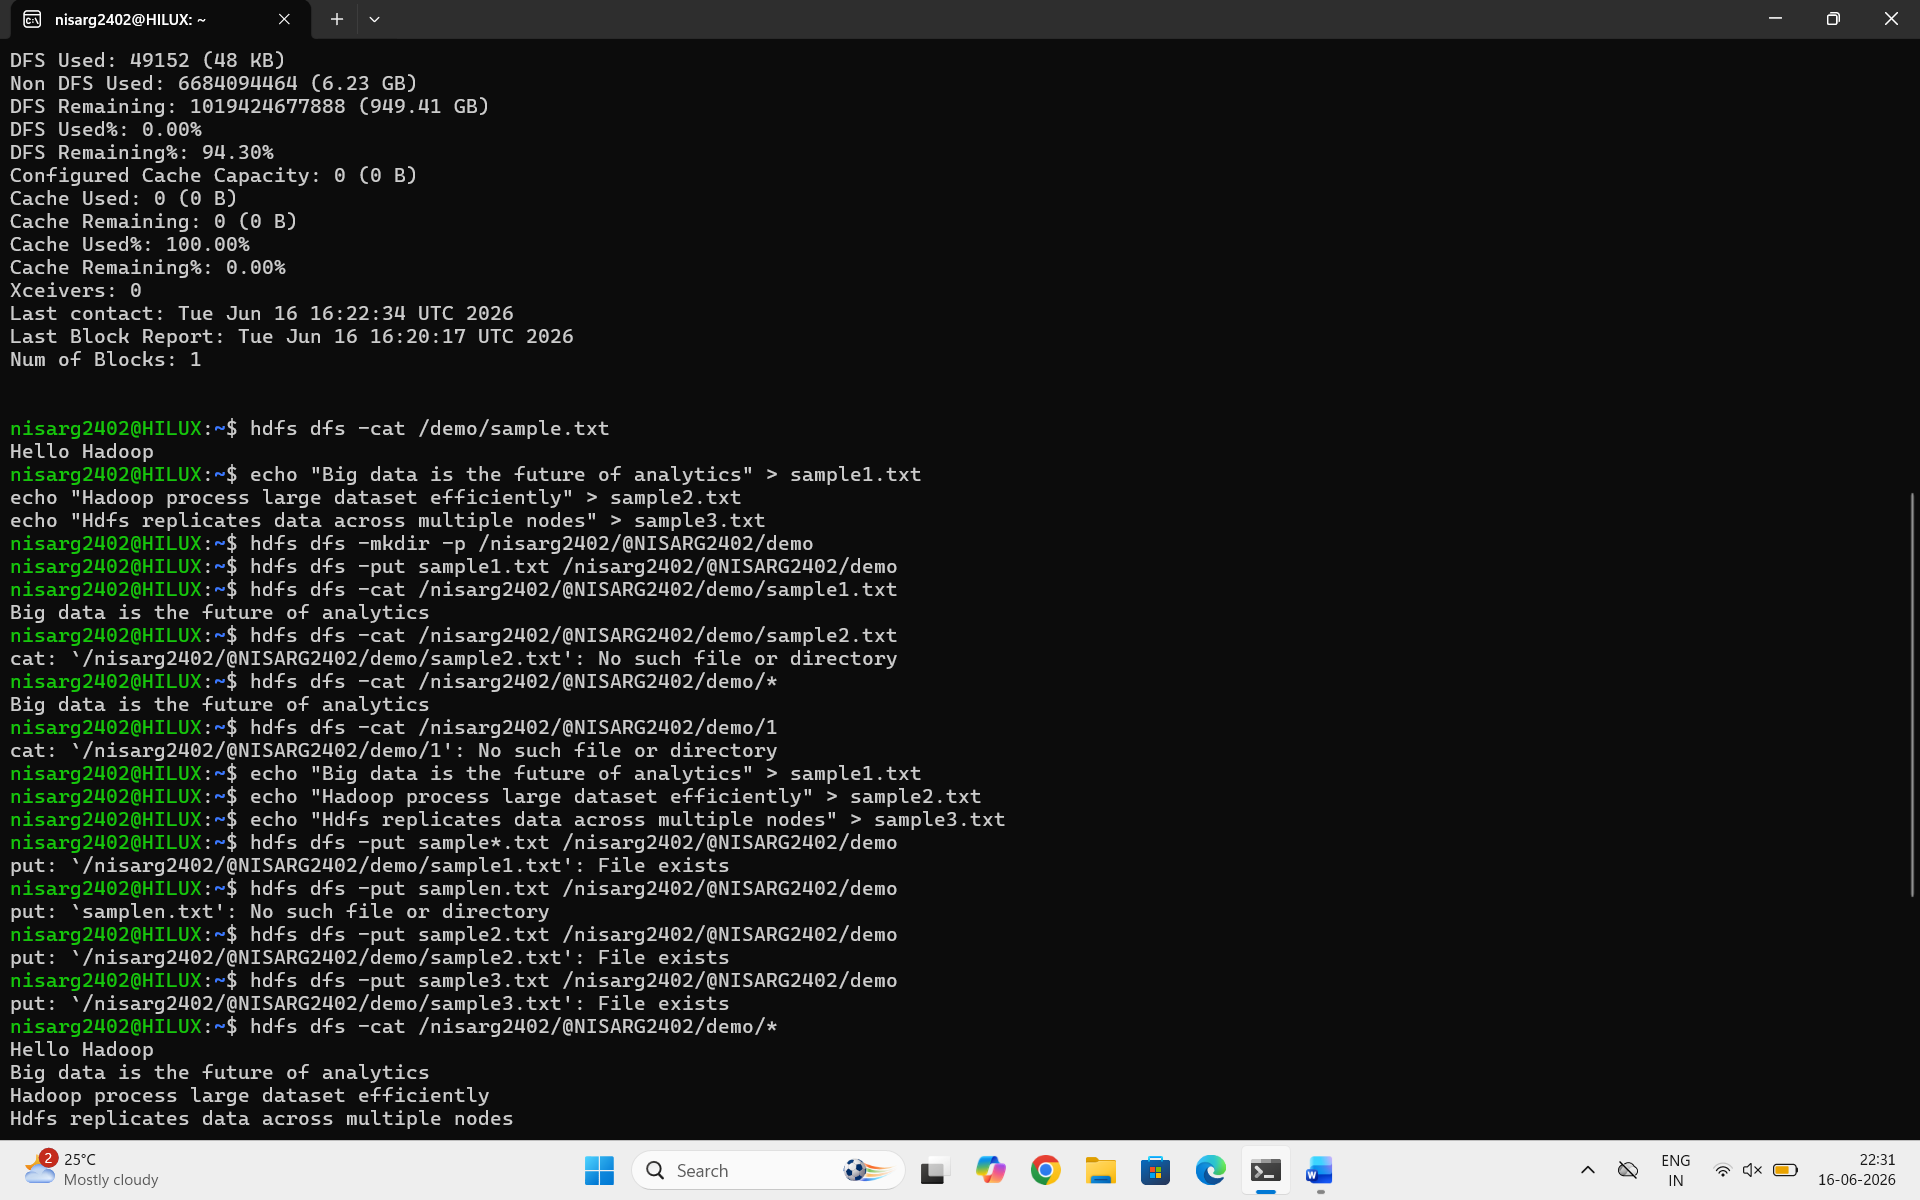 nisarg2402@HILUX: ~
DFS Used: 49152 (48 KB)
Non DFS Used: 6684094464 (6.23 GB)
DFS Remaining: 1019424677888 (949.41 GB)
DFS Used%: 0.00%
DFS Remaining%: 94.30%
Configured Cache Capacity: 0 (0 B)
Cache Used: 0 (0 B)
Cache Remaining: 0 (0 B)
Cache Used%: 100.00%
Cache Remaining%: 0.00%
Xceivers: 0
Last contact: Tue Jun 16 16:22:34 UTC 2026
Last Block Report: Tue Jun 16 16:20:17 UTC 2026
Num of Blocks: 1
nisarg2402@HILUX:~$ hdfs dfs -cat /demo/sample.txt
Hello Hadoop
nisarg2402@HILUX:~$ echo "Big data is the future of analytics" > sample1.txt
echo "Hadoop process large dataset efficiently" > sample2.txt
echo "Hdfs replicates data across multiple nodes" > sample3.txt
nisarg2402@HILUX:~$ hdfs dfs -mkdir -p /nisarg2402/@NISARG2402/demo
nisarg2402@HILUX:~$ hdfs dfs -put sample1.txt /nisarg2402/@NISARG2402/demo
nisarg2402@HILUX:~$ hdfs dfs -cat /nisarg2402/@NISARG2402/demo/sample1.txt
Big data is the future of analytics
nisarg2402@HILUX:~$ hdfs dfs -cat /nisarg2402/@NISARG2402/demo/sample2.txt
cat: `/nisarg2402/@NISARG2402/demo/sample2.txt': No such file or directory
nisarg2402@HILUX:~$ hdfs dfs -cat /nisarg2402/@NISARG2402/demo/*
Big data is the future of analytics
nisarg2402@HILUX:~$ hdfs dfs -cat /nisarg2402/@NISARG2402/demo/1
cat: `/nisarg2402/@NISARG2402/demo/1': No such file or directory
nisarg2402@HILUX:~$ echo "Big data is the future of analytics" > sample1.txt
nisarg2402@HILUX:~$ echo "Hadoop process large dataset efficiently" > sample2.txt
nisarg2402@HILUX:~$ echo "Hdfs replicates data across multiple nodes" > sample3.txt
nisarg2402@HILUX:~$ hdfs dfs -put sample*.txt /nisarg2402/@NISARG2402/demo
put: `/nisarg2402/@NISARG2402/demo/sample1.txt': File exists
nisarg2402@HILUX:~$ hdfs dfs -put samplen.txt /nisarg2402/@NISARG2402/demo
put: `samplen.txt': No such file or directory
nisarg2402@HILUX:~$ hdfs dfs -put sample2.txt /nisarg2402/@NISARG2402/demo
put: `/nisarg2402/@NISARG2402/demo/sample2.txt': File exists
nisarg2402@HILUX:~$ hdfs dfs -put sample3.txt /nisarg2402/@NISARG2402/demo
put: `/nisarg2402/@NISARG2402/demo/sample3.txt': File exists
nisarg2402@HILUX:~$ hdfs dfs -cat /nisarg2402/@NISARG2402/demo/*
Hello Hadoop
Big data is the future of analytics
Hadoop process large dataset efficiently
Hdfs replicates data across multiple nodes
2
25°C
Mostly cloudy
Search
ENG
IN
22:31
16-06-2026